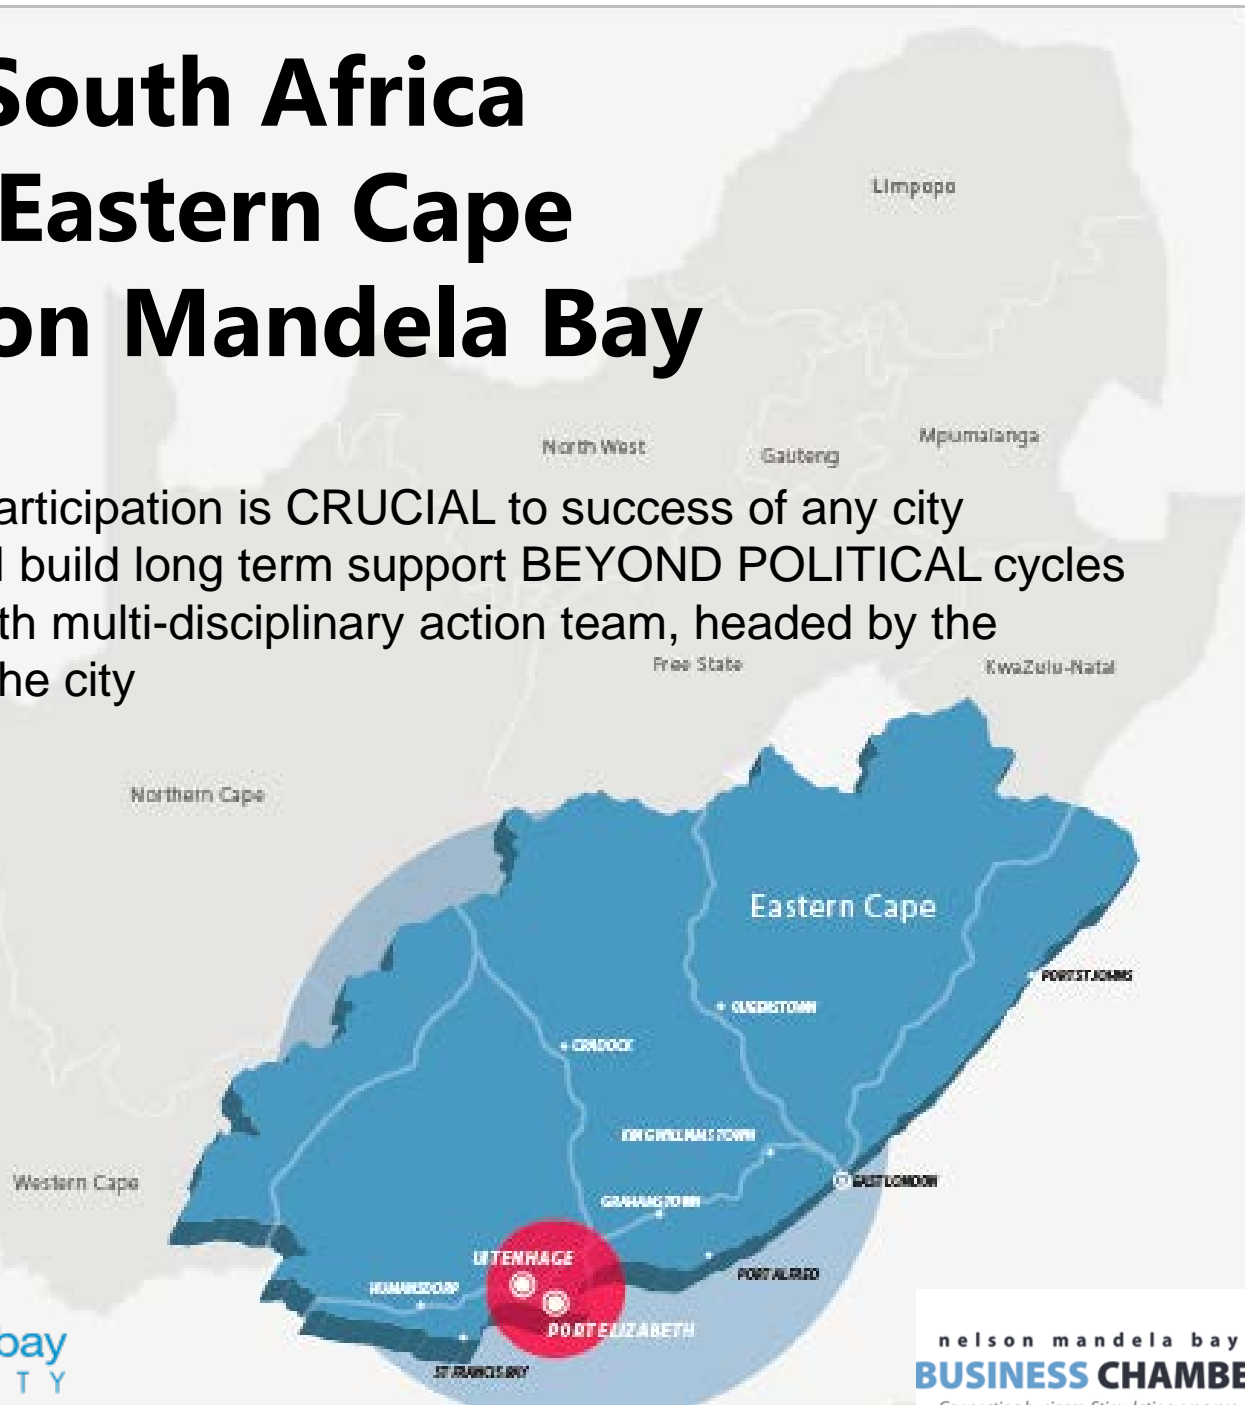 South Africa
Eastern Cape
on Mandela Bay
Limpopo
North West
Gauteng
Mpumalanga
articipation is CRUCIAL to success of any city
build long term support BEYOND POLITICAL cycles
th multi-disciplinary action team, headed by the
he city
Free State
KwaZulu-Natal
Northern Cape
Eastern Cape
PORT ST JOHNS
QUEENSTOWN
CRADOCK
KING WILLIAMS TOWN
Western Cape
EAST LONDON
GRAHAMSTOWN
UITENHAGE
PORT ALFRED
HUMANSDORP
PORT ELIZABETH
ST FRANCIS BAY
bay
T Y
nelson mandela bay
BUSINESS CHAMBE